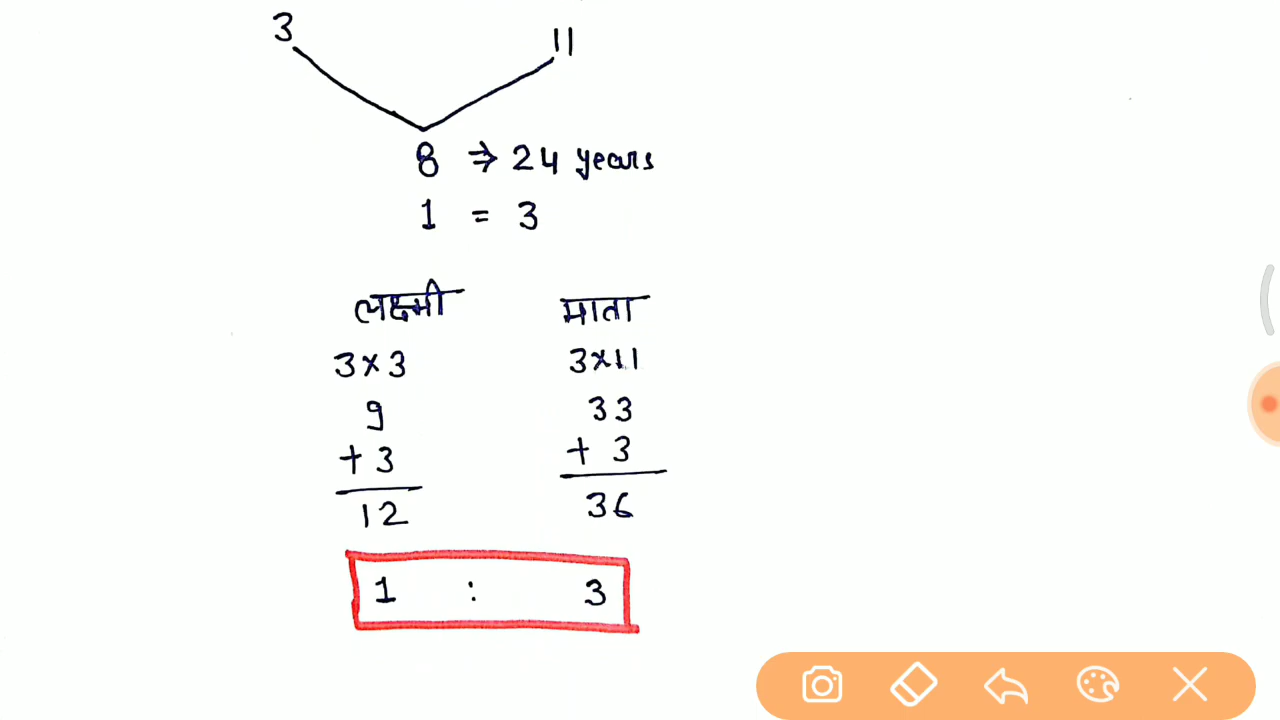 3 11
8 ⇒ 24 years
1 = 3
लक्ष्मी माता
3×3 3×11
9 33
+ 3 + 3
12 36
1 : 3